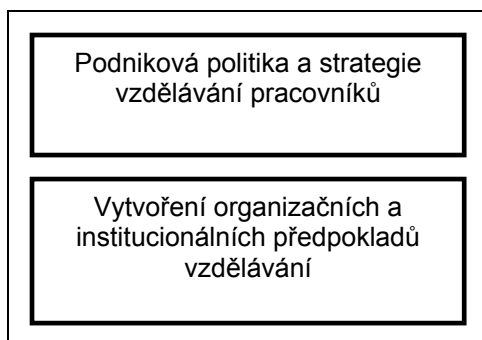 Podniková politika a strategie
vzdělávání pracovníků
Vytvoření organizačních a
institucionálních předpokladů
vzdělávání